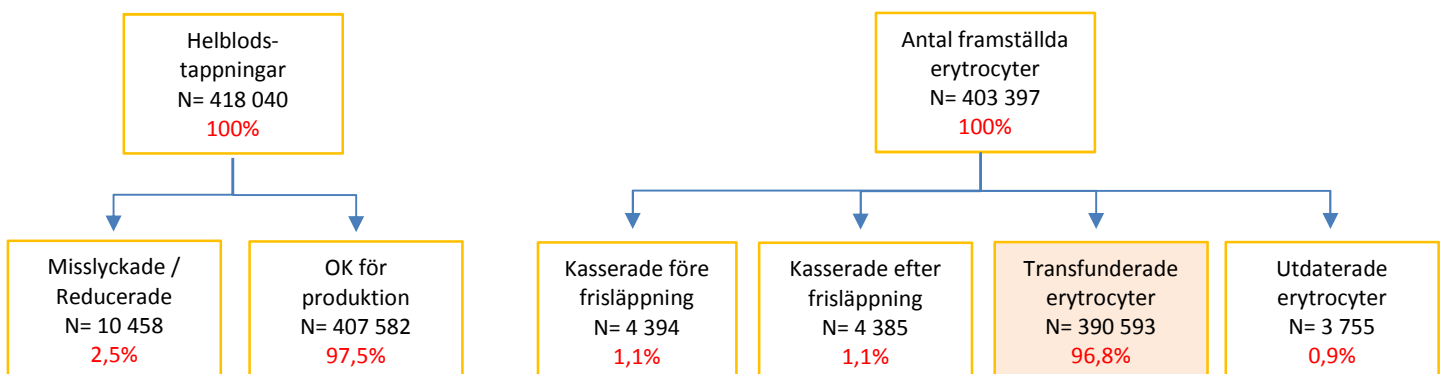 Helblods-
tappningar
N= 418 040
100%
Antal framställda
erytrocyter
N= 403 397
100%
Misslyckade /
Reducerade
N= 10 458
2,5%
OK för
produktion
N= 407 582
97,5%
Kasserade före
frisläppning
N= 4 394
1,1%
Kasserade efter
frisläppning
N= 4 385
1,1%
Transfunderade
erytrocyter
N= 390 593
96,8%
Utdaterade
erytrocyter
N= 3 755
0,9%